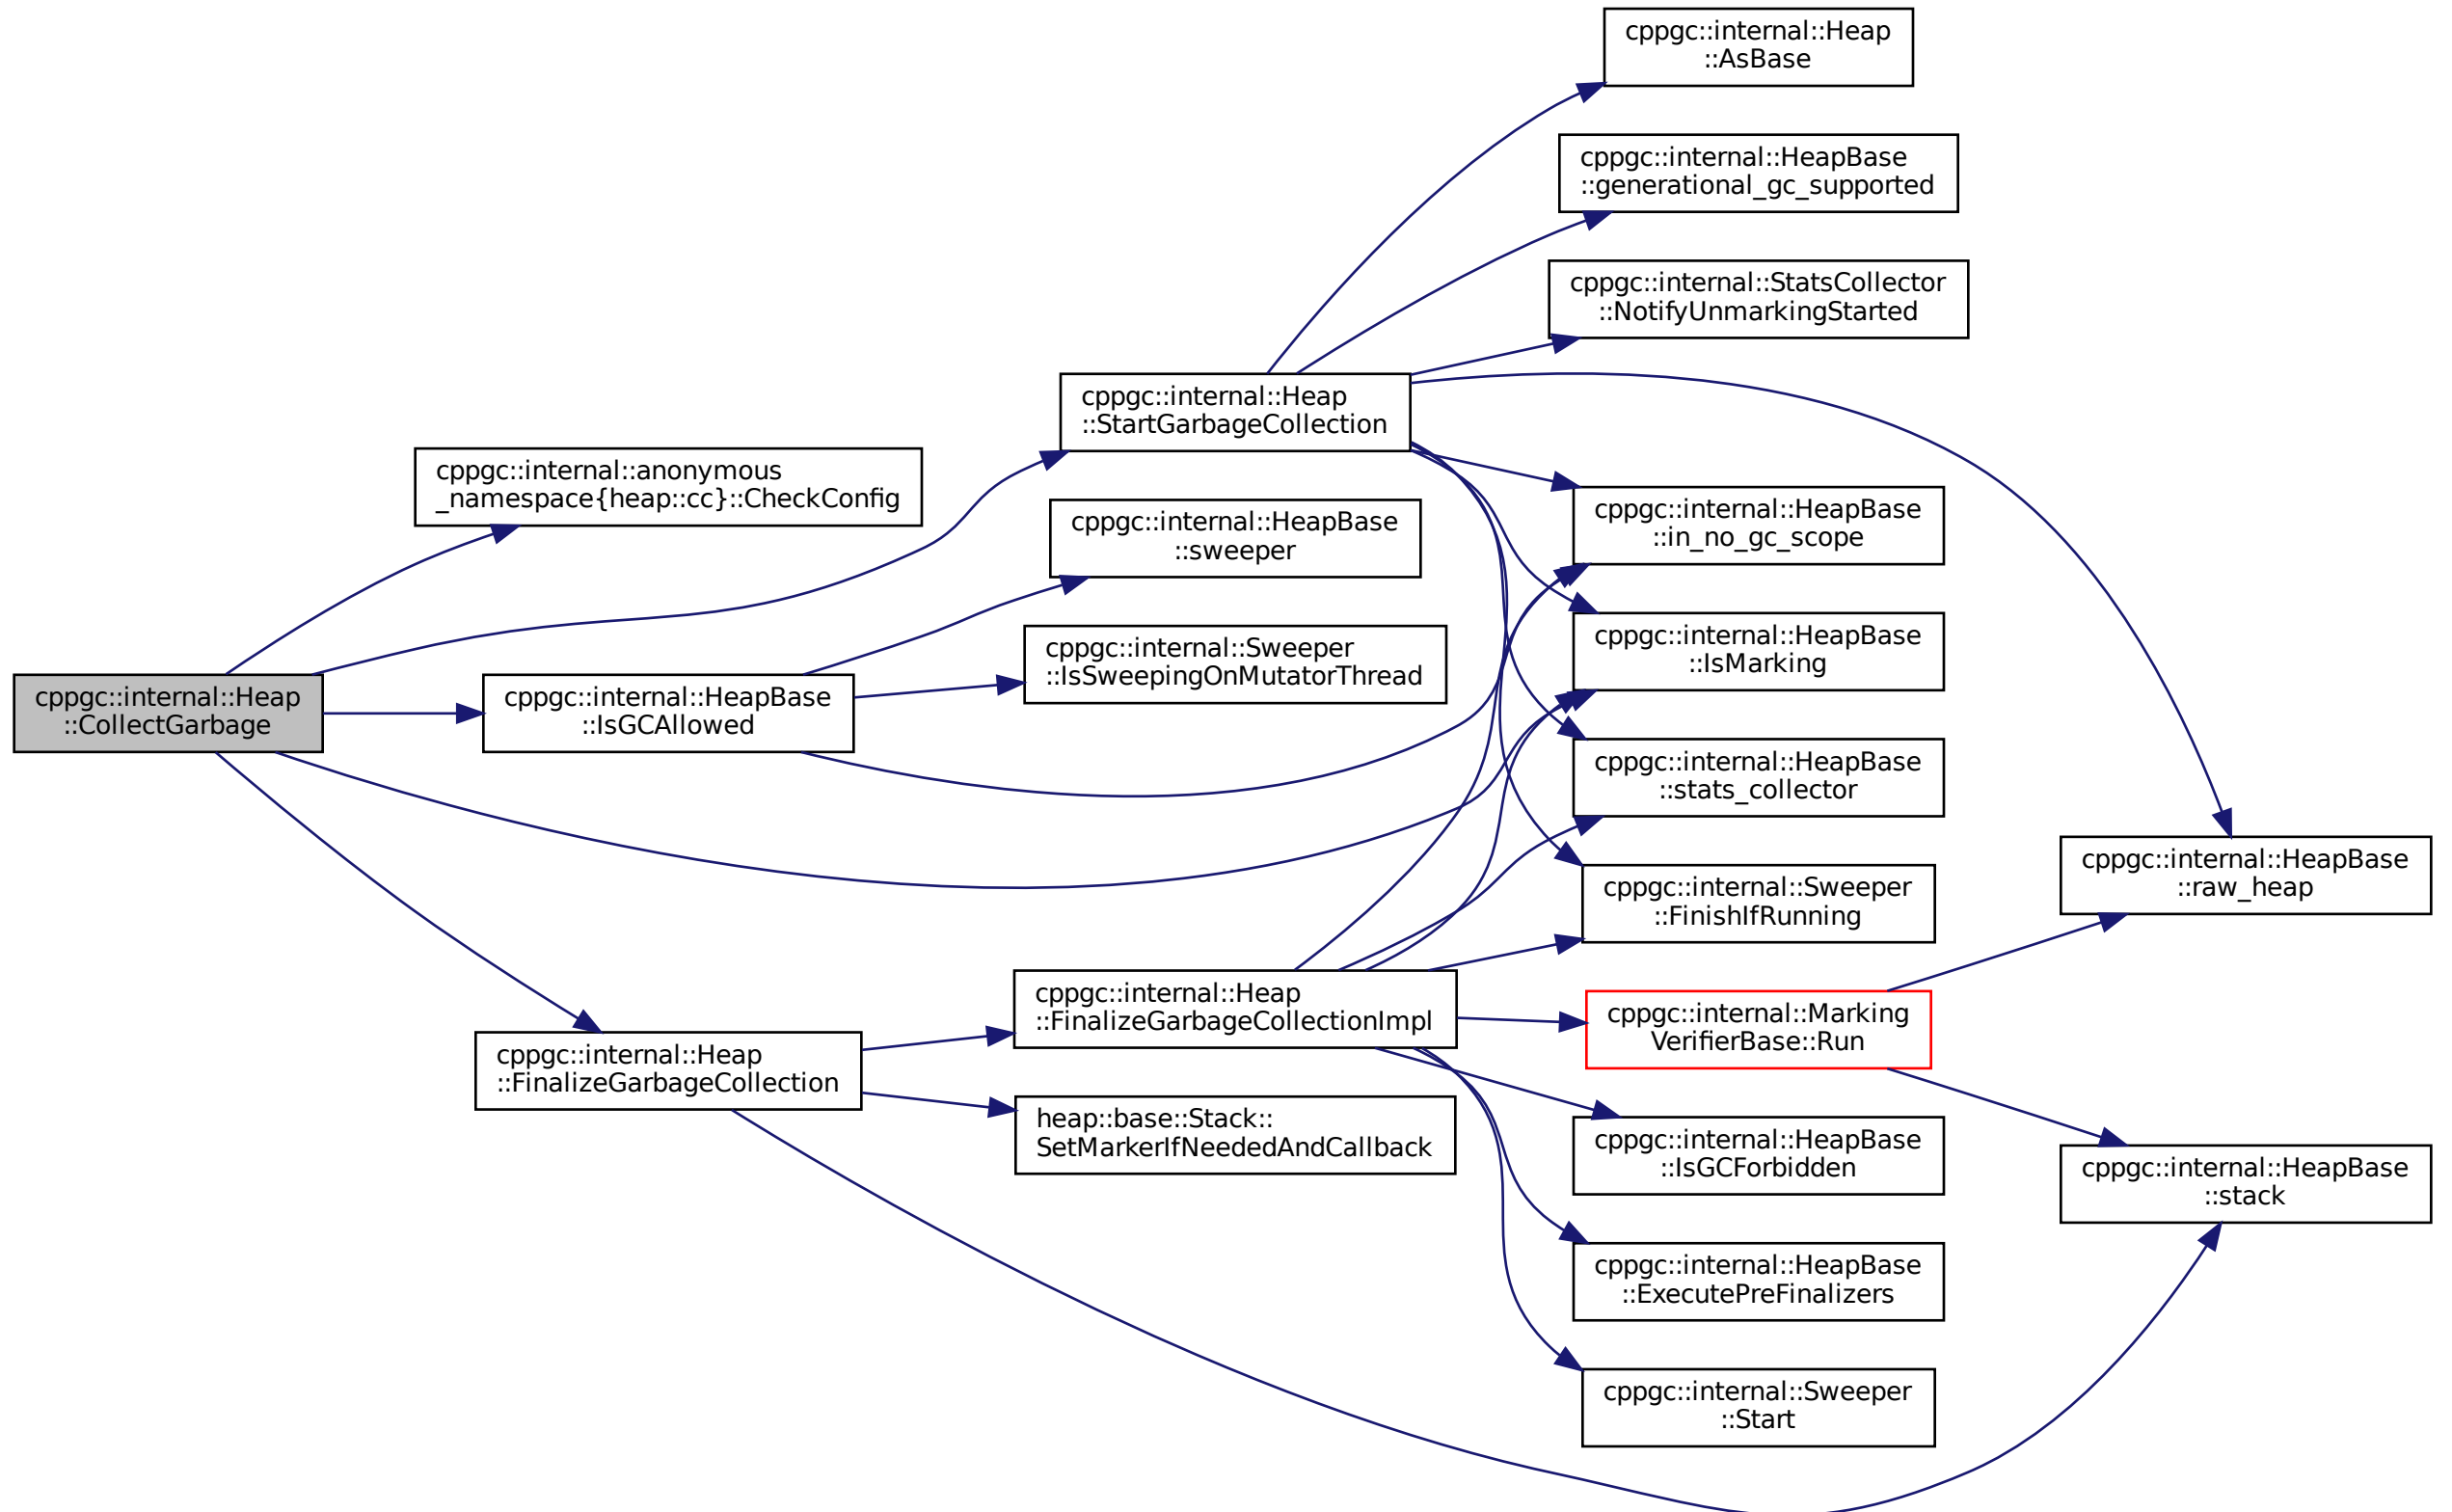 cppgc::internal::Heap
::CollectGarbage
cppgc::internal::anonymous
_namespace{heap::cc}::CheckConfig
cppgc::internal::HeapBase
::IsGCAllowed
cppgc::internal::Heap
::FinalizeGarbageCollection
cppgc::internal::Heap
::StartGarbageCollection
cppgc::internal::HeapBase
::sweeper
cppgc::internal::Sweeper
::IsSweepingOnMutatorThread
cppgc::internal::Heap
::FinalizeGarbageCollectionImpl
heap::base::Stack::
SetMarkerIfNeededAndCallback
cppgc::internal::Heap
::AsBase
cppgc::internal::HeapBase
::generational_gc_supported
cppgc::internal::StatsCollector
::NotifyUnmarkingStarted
cppgc::internal::HeapBase
::in_no_gc_scope
cppgc::internal::HeapBase
::IsMarking
cppgc::internal::HeapBase
::stats_collector
cppgc::internal::Sweeper
::FinishIfRunning
cppgc::internal::Marking
VerifierBase::Run
cppgc::internal::HeapBase
::IsGCForbidden
cppgc::internal::HeapBase
::ExecutePreFinalizers
cppgc::internal::Sweeper
::Start
cppgc::internal::HeapBase
::raw_heap
cppgc::internal::HeapBase
::stack